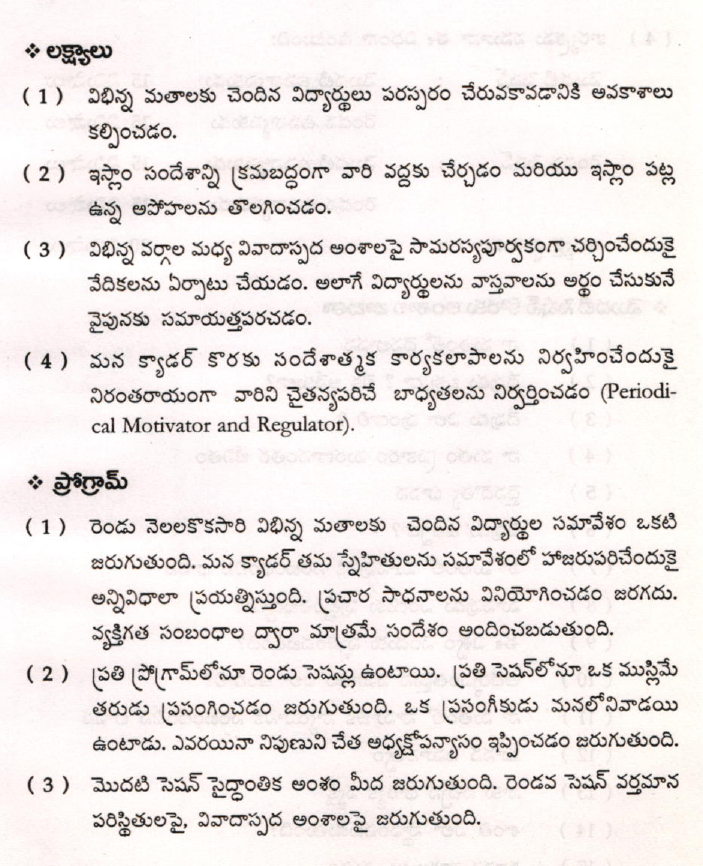 ❖ లక్ష్యాలు
( 1 ) విభిన్న మతాలకు చెందిన విద్యార్థులు పరస్పరం చేరువకావడానికి అవకాశాలు
కల్పించడం.
( 2 ) ఇస్లాం సందేశాన్ని క్రమబద్ధంగా వారి వద్దకు చేర్చడం మరియు ఇస్లాం పట్ల
ఉన్న అపోహలను తొలగించడం.
( 3 ) విభిన్న వర్గాల మధ్య వివాదాస్పద అంశాలపై సామరస్యపూర్వకంగా చర్చించేందుకై
వేదికలను ఏర్పాటు చేయడం. అలాగే విద్యార్థులను వాస్తవాలను అర్థం చేసుకునే
వైపునకు సమాయత్తపరచడం.
( 4 ) మన క్యాడర్ కొరకు సందేశాత్మక కార్యకలాపాలను నిర్వహించేందుకై
నిరంతరాయంగా వారిని చైతన్యపరిచే బాధ్యతలను నిర్వర్తించడం (Periodi-
cal Motivator and Regulator).
❖ ప్రోగ్రామ్
( 1 ) రెండు నెలలకొకసారి విభిన్న మతాలకు చెందిన విద్యార్థుల సమావేశం ఒకటి
జరుగుతుంది. మన క్యాడర్ తమ స్నేహితులను సమావేశంలో హాజరుపరిచేందుకై
అన్నివిధాలా ప్రయత్నిస్తుంది. ప్రచార సాధనాలను వినియోగించడం జరగదు.
వ్యక్తిగత సంబంధాల ద్వారా మాత్రమే సందేశం అందించబడుతుంది.
( 2 ) ప్రతి ప్రోగ్రామ్‌లోనూ రెండు సెషన్లు ఉంటాయి. ప్రతి సెషన్‌లోనూ ఒక ముస్లిమే
తరుడు ప్రసంగించడం జరుగుతుంది. ఒక ప్రసంగీకుడు మనలోనివాడయి
ఉంటాడు. ఎవరయినా నిపుణుని చేత అధ్యక్షోపన్యాసం ఇప్పించడం జరుగుతుంది.
( 3 ) మొదటి సెషన్ సైద్ధాంతిక అంశం మీద జరుగుతుంది. రెండవ సెషన్ వర్తమాన
పరిస్థితులపై, వివాదాస్పద అంశాలపై జరుగుతుంది.